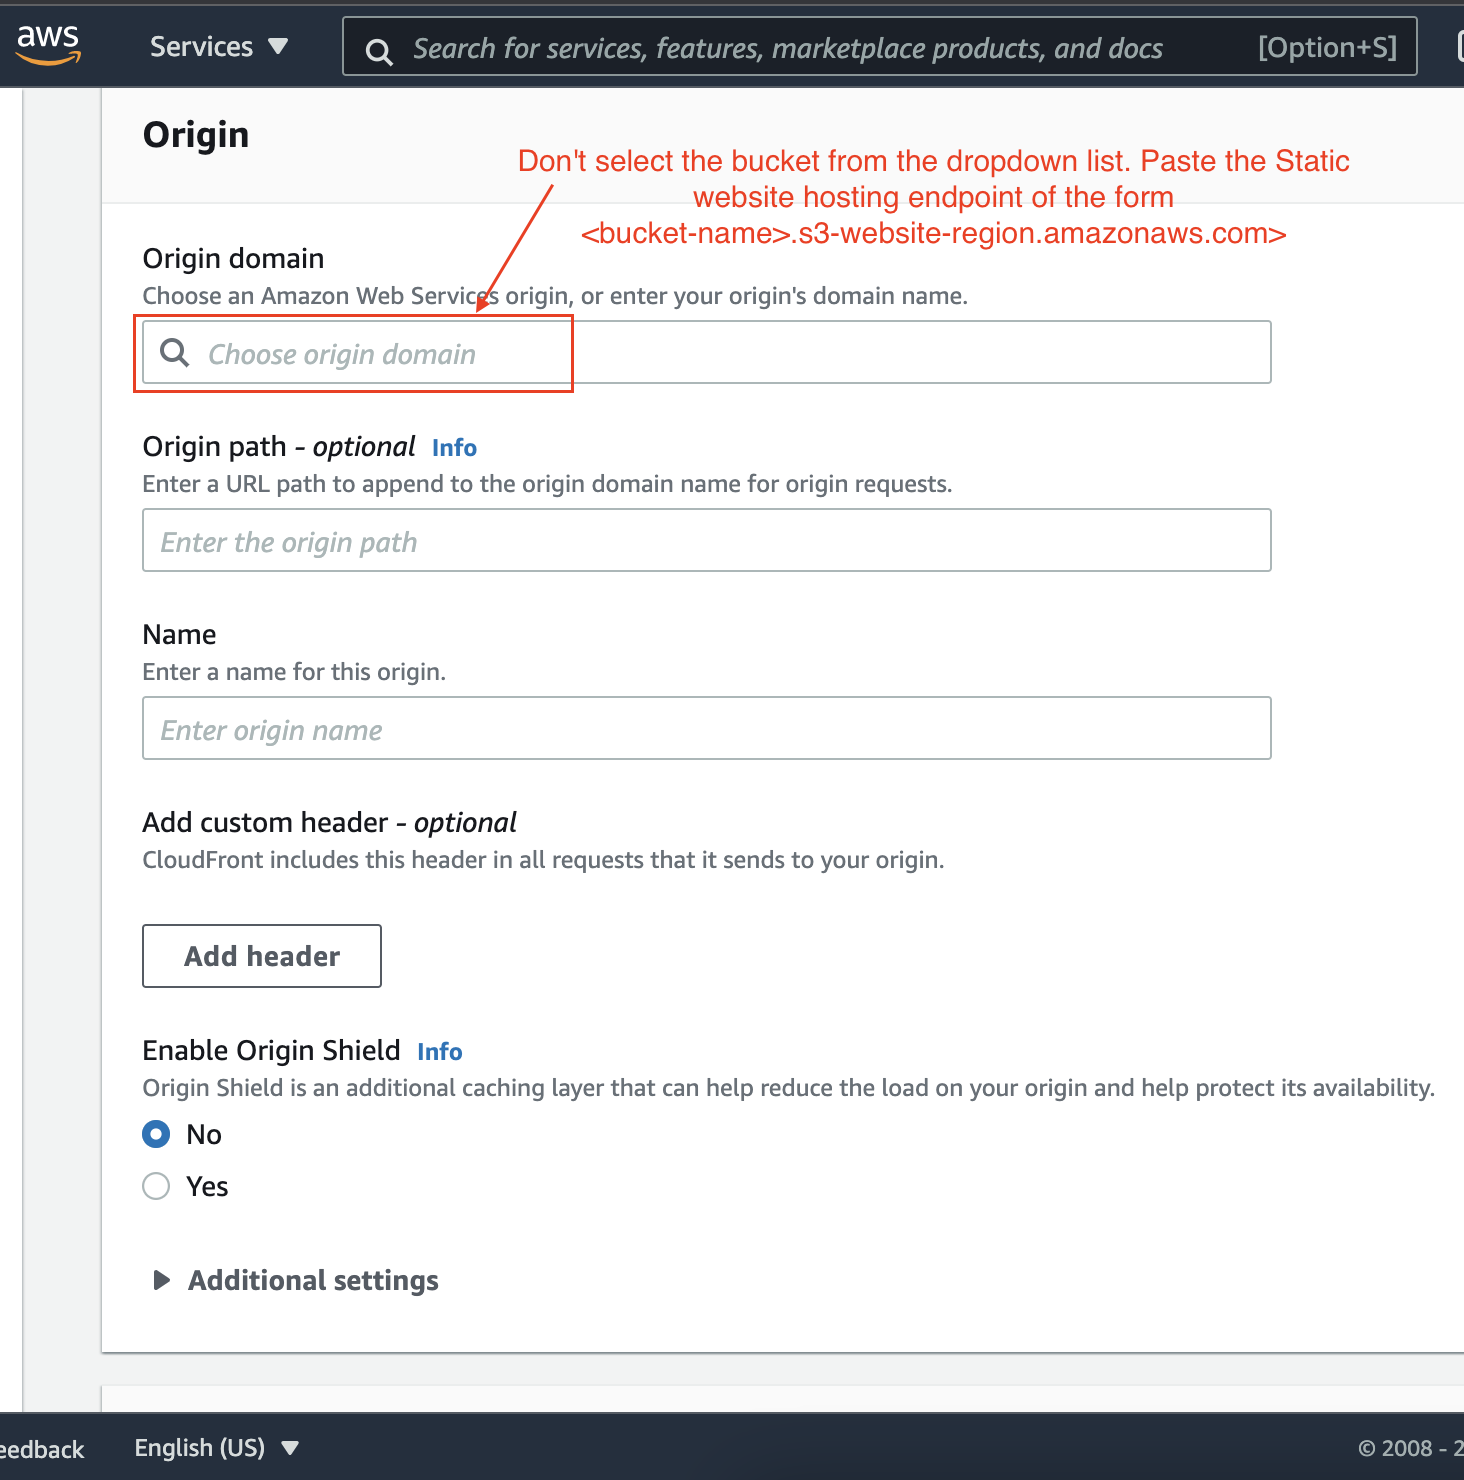 aws
Services
Search for services, features, marketplace products, and docs
[Option+S]
Origin
Don't select the bucket from the dropdown list. Paste the Static
website hosting endpoint of the form
<bucket-name>.s3-website-region.amazonaws.com>
Origin domain
Choose an Amazon Web Services origin, or enter your origin's domain name.
Choose origin domain
Origin path - optional Info
Enter a URL path to append to the origin domain name for origin requests.
Enter the origin path
Name
Enter a name for this origin.
Enter origin name
Add custom header - optional
CloudFront includes this header in all requests that it sends to your origin.
Add header
Enable Origin Shield Info
Origin Shield is an additional caching layer that can help reduce the load on your origin and help protect its availability.
No
Yes
Additional settings
eedback
English (US)
© 2008 - 2